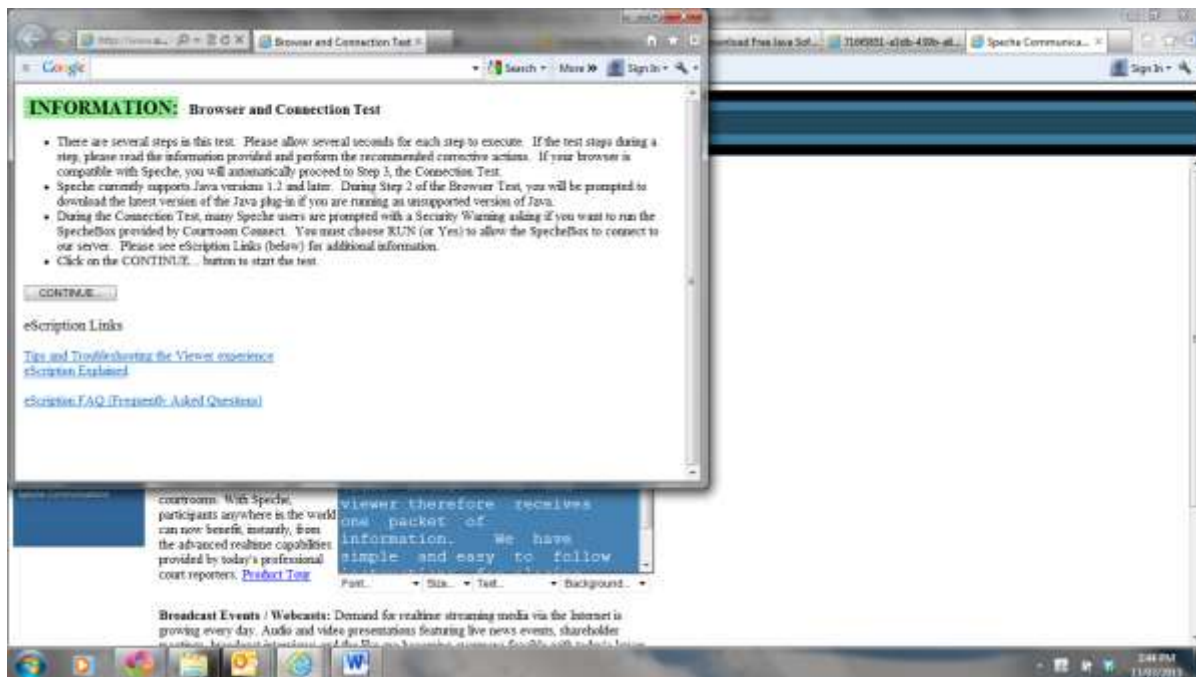 Browser and Connection Test
Google
Search
More
Sign In
INFORMATION: Browser and Connection Test
There are several steps in this test. Please allow several seconds for each step to execute. If the test stops during a
step, please read the information provided and perform the recommended corrective actions. If your browser is
compatible with Speche, you will automatically proceed to Step 3, the Connection Test.
Speche currently supports Java versions 1.2 and later. During Step 2 of the Browser Test, you will be prompted to
download the latest version of the Java plug-in if you are running an unsupported version of Java.
During the Connection Test, many Speche users are prompted with a Security Warning asking if you want to run the
SpecheBox provided by Courtroom Connect. You must choose RUN (or Yes) to allow the SpecheBox to connect to
our server. Please see eScription Links (below) for additional information.
Click on the CONTINUE... button to start the test.
CONTINUE...
eScription Links
Tips and Troubleshooting the Viewer experience
eScription Explained
eScription FAQ (Frequently Asked Questions)
Free Java Sof...
Speche Communica...
Sign In
courtrooms. With Speche,
participants anywhere is the world
can now benefit, instantly, from
the advanced realtime capabilities
provided by today's professional
court reporters. Product Tour
viewer therefore receives
one packet of
information. We have
simple and easy to follow
Font... Size... Text... Background...
Broadcast Events / Webcasts: Demand for realtime streaming media via the Internet is
growing every day. Audio and video presentations featuring live news events, shareholder
2:44 PM